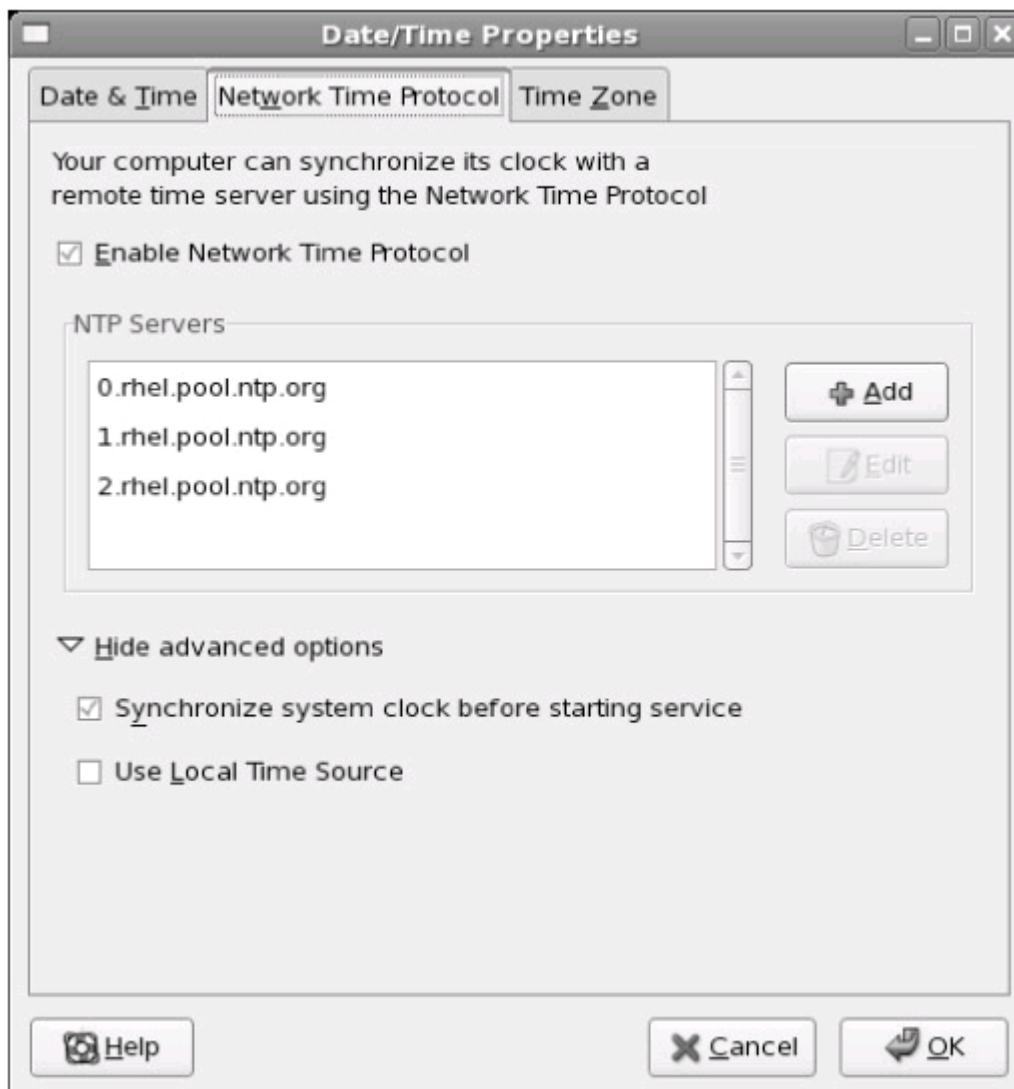 Date/Time Properties
Date & Time
Network Time Protocol
Time Zone
Your computer can synchronize its clock with a
remote time server using the Network Time Protocol
Enable Network Time Protocol
NTP Servers
0.rhel.pool.ntp.org
1.rhel.pool.ntp.org
2.rhel.pool.ntp.org
Add
Edit
Delete
Hide advanced options
Synchronize system clock before starting service
Use Local Time Source
Help
Cancel
OK